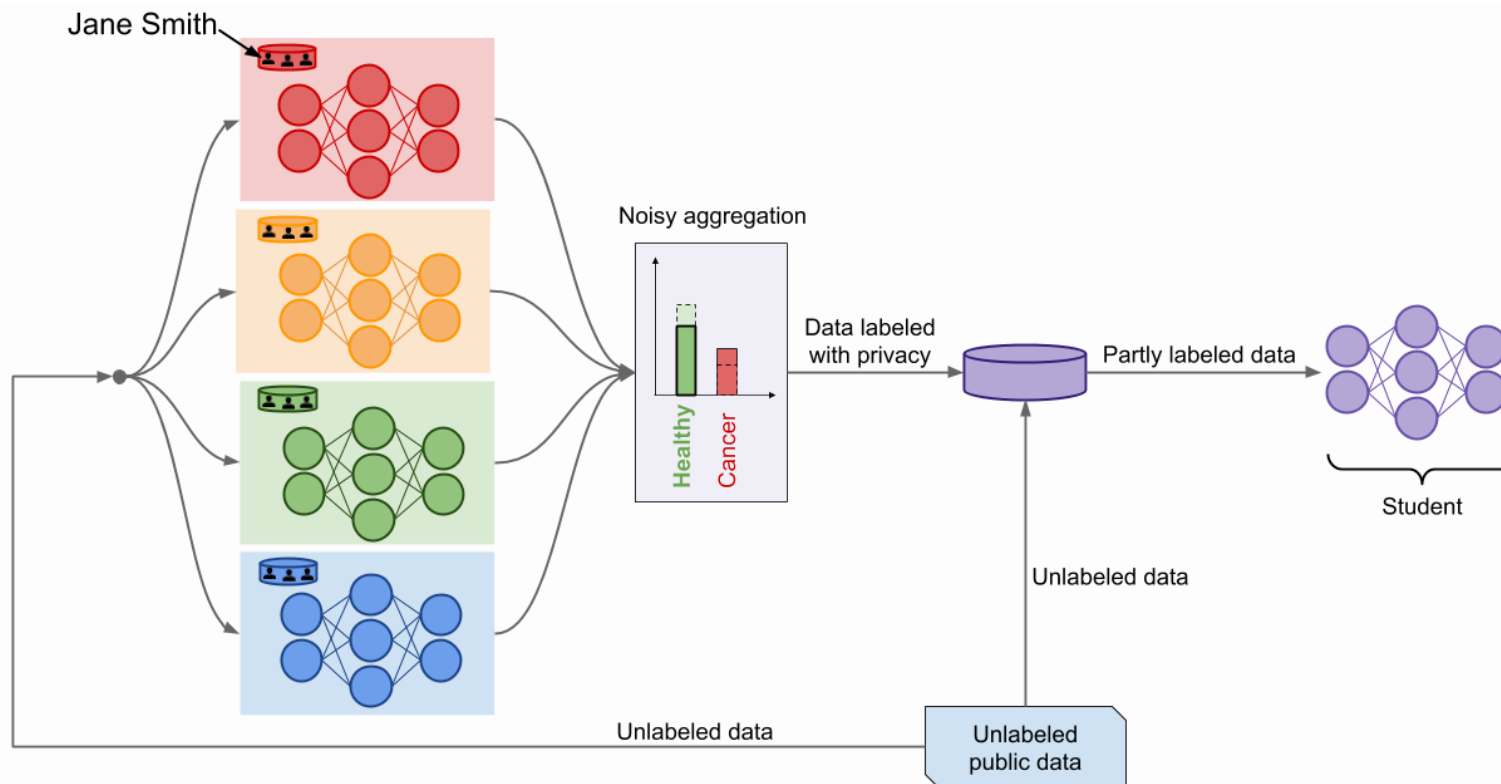 Jane Smith
Noisy aggregation
Healthy
Cancer
Data labeled
with privacy
Partly labeled data
Student
Unlabeled data
Unlabeled data
Unlabeled
public data